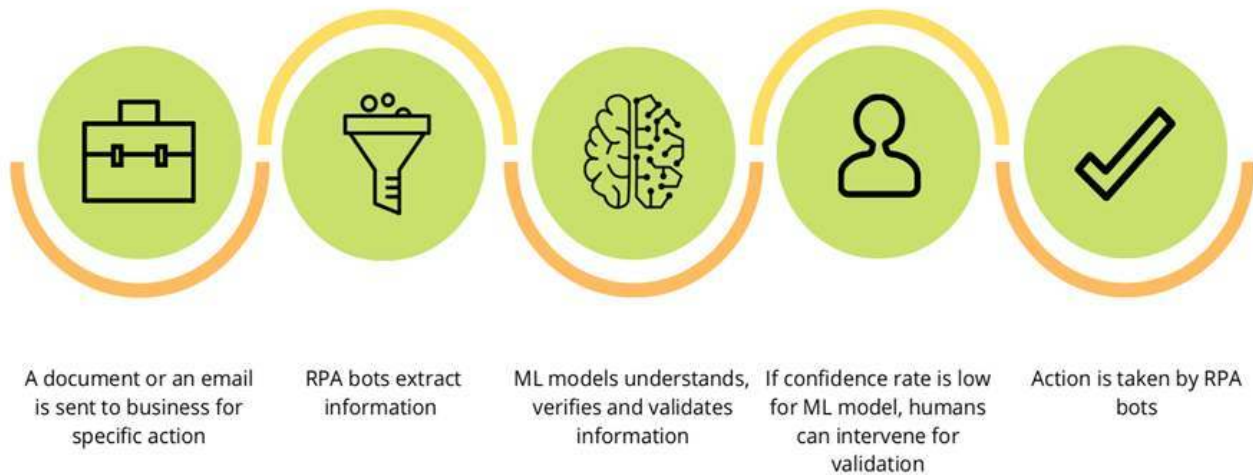 A document or an email
is sent to business for
specific action
RPA bots extract
information
ML models understands,
verifies and validates
information
If confidence rate is low
for ML model, humans
can intervene for
validation
Action is taken by RPA
bots